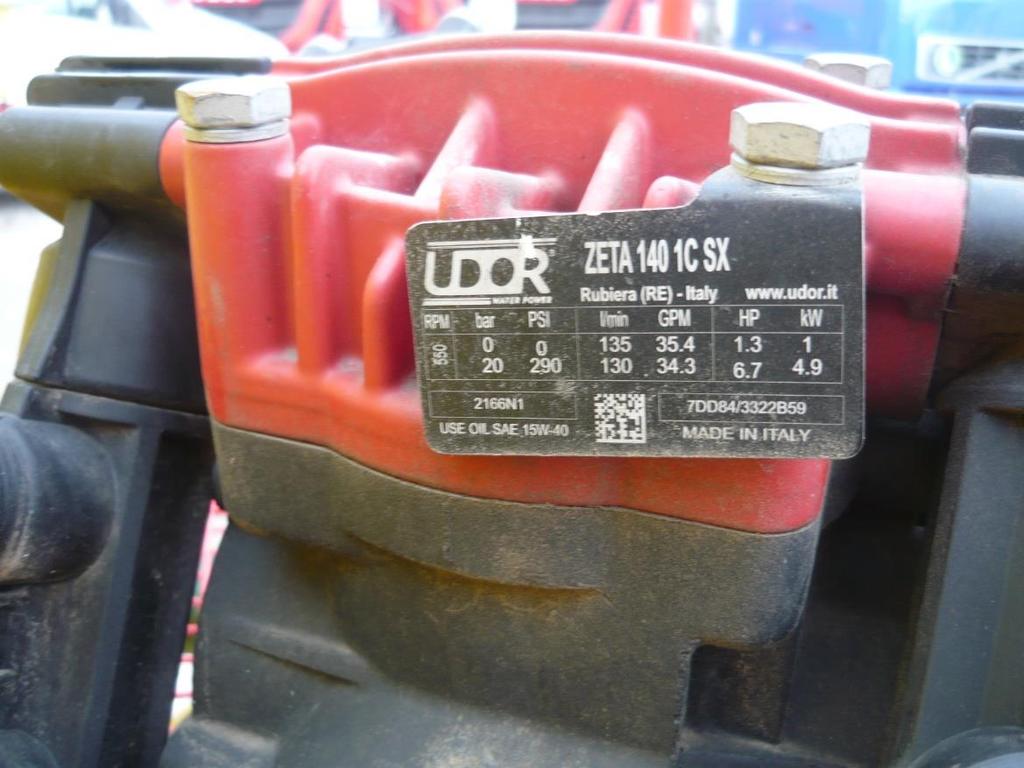 UDOR®
WATER POWER
ZETA 140 1C SX
Rubiera (RE) - Italy www.udor.it
RPM bar PSI l/min GPM HP kW
550 0 0 135 35.4 1.3 1
20 290 130 34.3 6.7 4.9
2166N1 7DD84/3322B59
USE OIL SAE 15W-40 MADE IN ITALY